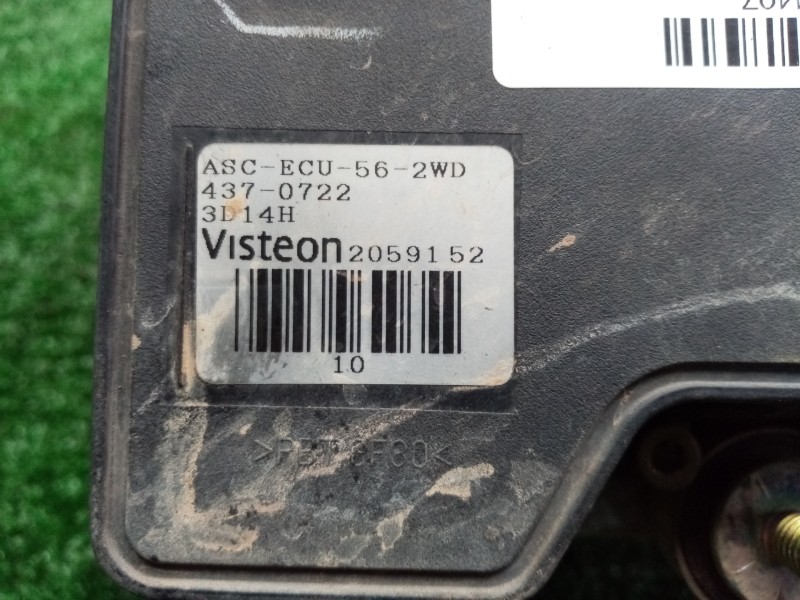 ASC-ECU-56-2WD
437-0722
3D14H
Visteon 2059152
10